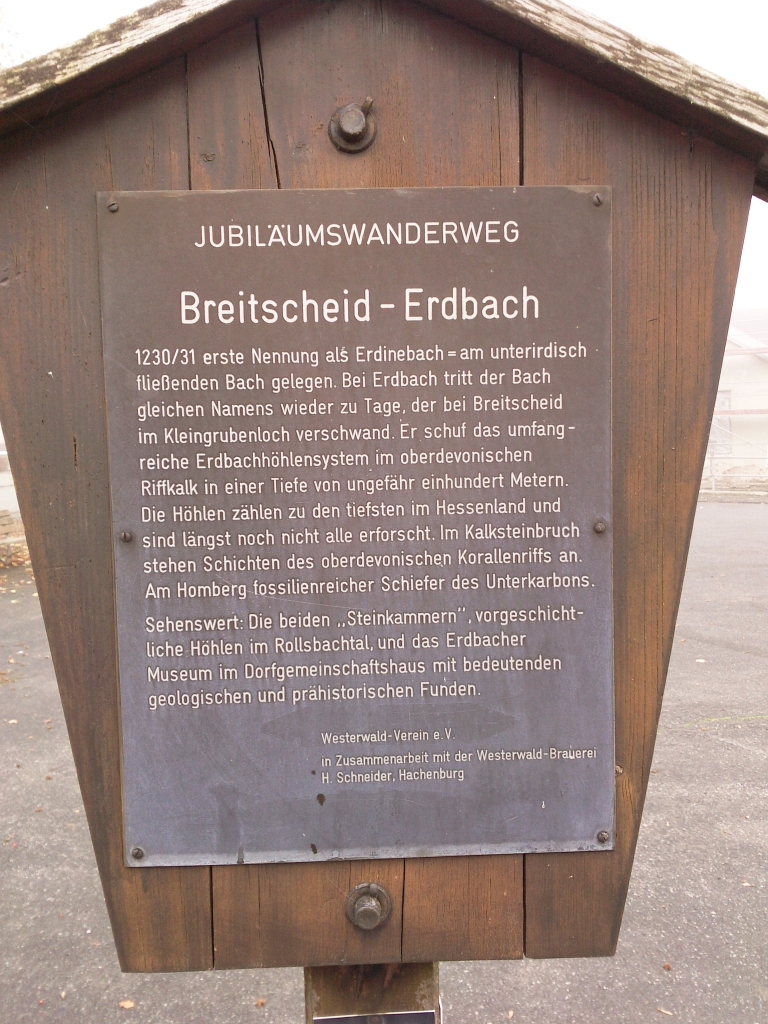 JUBILÄUMSWANDERWEG
Breitscheid - Erdbach
1230/31 erste Nennung als Erdinebach = am unterirdisch
fließenden Bach gelegen. Bei Erdbach tritt der Bach
gleichen Namens wieder zu Tage, der bei Breitscheid
im Kleingrubenloch verschwand. Er schuf das umfang-
reiche Erdbachhöhlensystem im oberdevonischen
Riffkalk in einer Tiefe von ungefähr einhundert Metern.
Die Höhlen zählen zu den tiefsten im Hessenland und
sind längst noch nicht alle erforscht. Im Kalksteinbruch
stehen Schichten des oberdevonischen Korallenriffs an.
Am Homberg fossilienreicher Schiefer des Unterkarbons.
Sehenswert: Die beiden „Steinkammern", vorgeschicht-
liche Höhlen im Rollsbachtal, und das Erdbacher
Museum im Dorfgemeinschaftshaus mit bedeutenden
geologischen und prähistorischen Funden.
Westerwald-Verein e.V.
in Zusammenarbeit mit der Westerwald-Brauerei
H. Schneider, Hachenburg